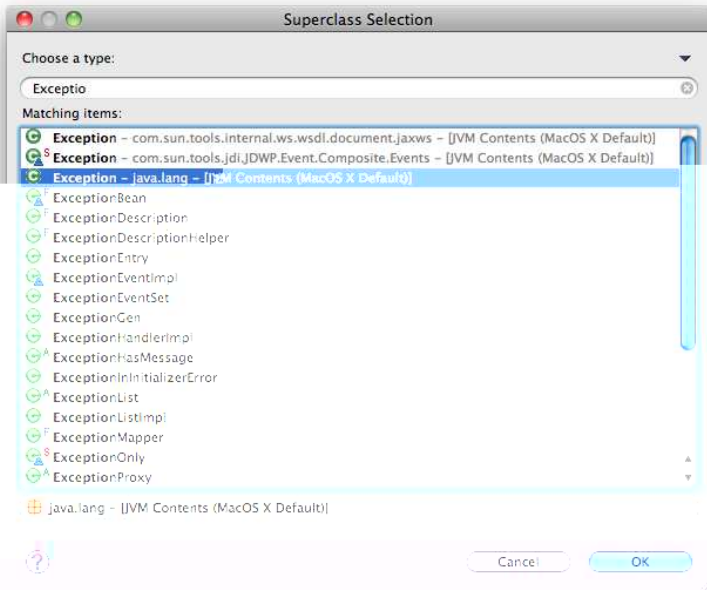 Superclass Selection
Choose a type:
Exceptio
Matching items:
Exception – com.sun.tools.internal.ws.wsdl.document.jaxws – [JVM Contents (MacOS X Default)]
S Exception – com.sun.tools.jdi.JDWP.Event.Composite.Events – [JVM Contents (MacOS X Default)]
Exception – java.lang – [JVM Contents (MacOS X Default)]
F ExceptionBean
F ExceptionDescription
F ExceptionDescriptionHelper
ExceptionEntry
ExceptionEventImpl
ExceptionEventSet
ExceptionGen
ExceptionHandlerImpl
A ExceptionHasMessage
ExceptionInInitializerError
A ExceptionList
ExceptionListImpl
F ExceptionMapper
S ExceptionOnly
A ExceptionProxy
java.lang – [JVM Contents (MacOS X Default)]
? Cancel OK